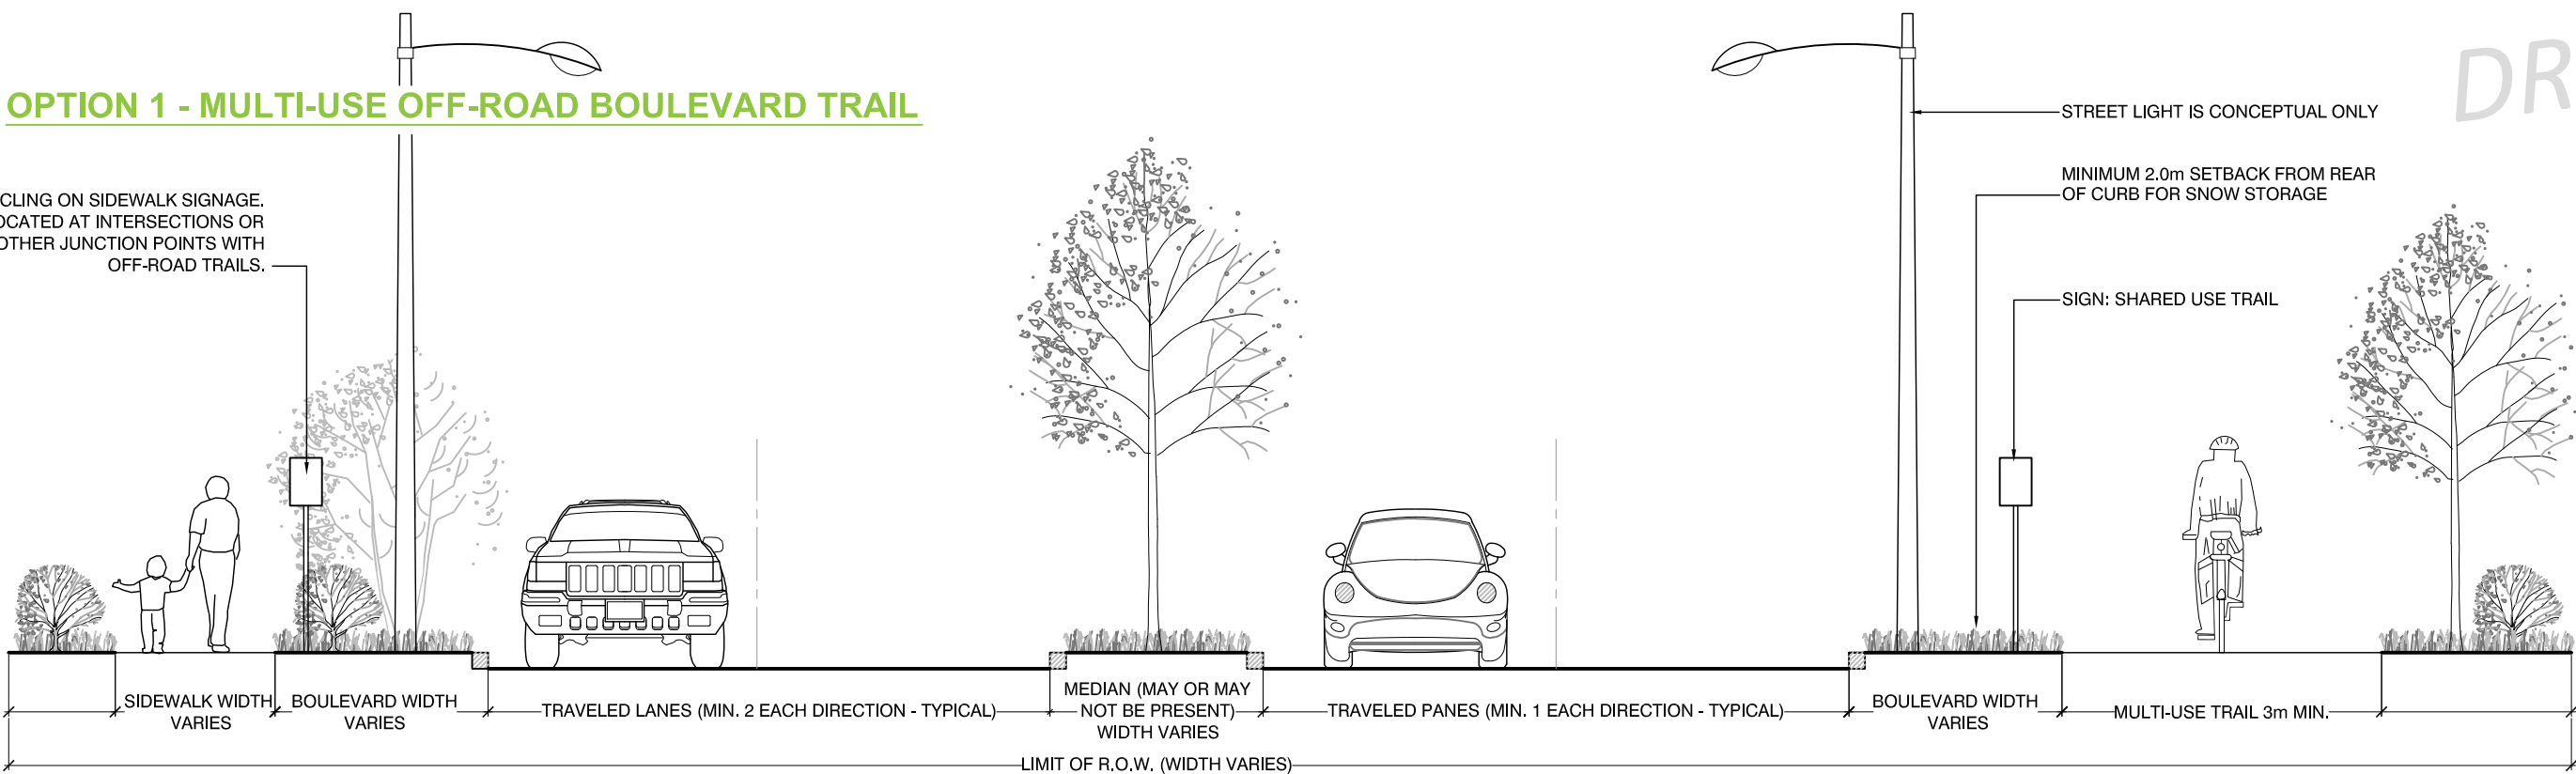 DR
OPTION 1 - MULTI-USE OFF-ROAD BOULEVARD TRAIL
STREET LIGHT IS CONCEPTUAL ONLY
MINIMUM 2.0m SETBACK FROM REAR
OF CURB FOR SNOW STORAGE
CLING ON SIDEWALK SIGNAGE.
OCATED AT INTERSECTIONS OR
OTHER JUNCTION POINTS WITH
OFF-ROAD TRAILS.
SIGN: SHARED USE TRAIL
SIDEWALK WIDTH
VARIES
BOULEVARD WIDTH
VARIES
TRAVELED LANES (MIN. 2 EACH DIRECTION - TYPICAL)
MEDIAN (MAY OR MAY
NOT BE PRESENT)
WIDTH VARIES
TRAVELED PANES (MIN. 1 EACH DIRECTION - TYPICAL)
BOULEVARD WIDTH
VARIES
MULTI-USE TRAIL 3m MIN.
LIMIT OF R.O.W. (WIDTH VARIES)